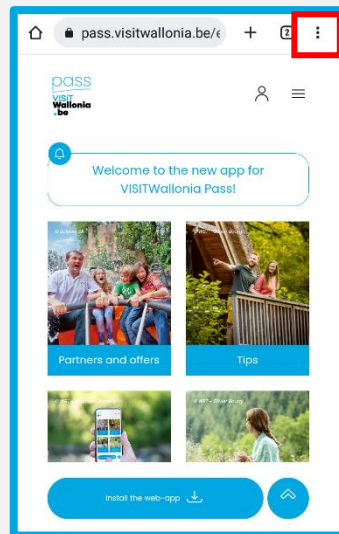 pass.visitwallonia.be/e
2
pass
VISIT
Wallonia
.be
Welcome to the new app for
VISITWallonia Pass!
Partners and offers
Tips
Install the web-app